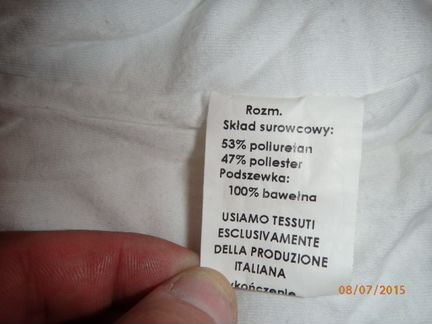 Rozm.
Skład surowcowy:
53% poliuretan
47% poliester
Podszewka:
100% bawełna
USIAMO TESSUTI
ESCLUSIVAMENTE
DELLA PRODUZIONE
ITALIANA
wykończenie
08/07/2015